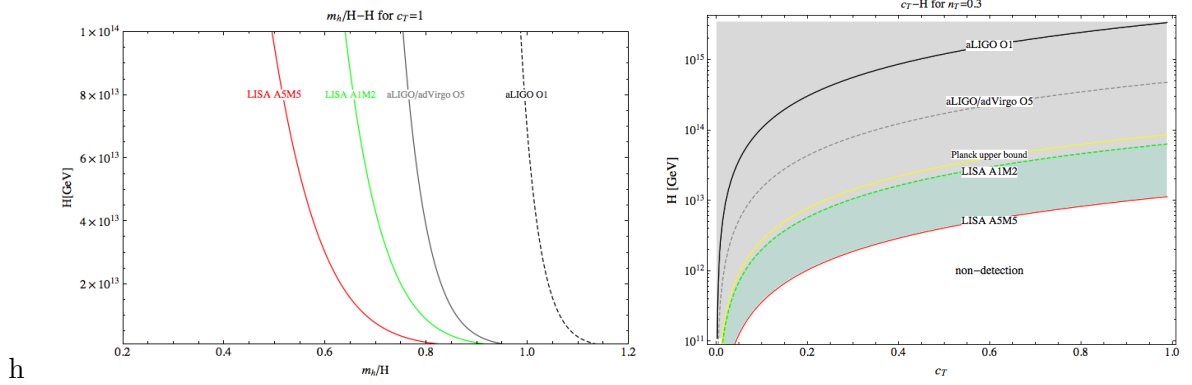 m_h/H−H for c_T=1
1×10^14
8×10^13
6×10^13
4×10^13
2×10^13
H[GeV]
LISA A5M5
LISA A1M2
aLIGO/adVirgo O5
aLIGO O1
0.2 0.4 0.6 0.8 1.0 1.2
m_h/H
c_T−H for n_T=0.3
10^15
10^14
10^13
10^12
10^11
H [GeV]
aLIGO O1
aLIGO/adVirgo O5
Planck upper bound
LISA A1M2
LISA A5M5
non−detection
0.0 0.2 0.4 0.6 0.8 1.0
c_T
h